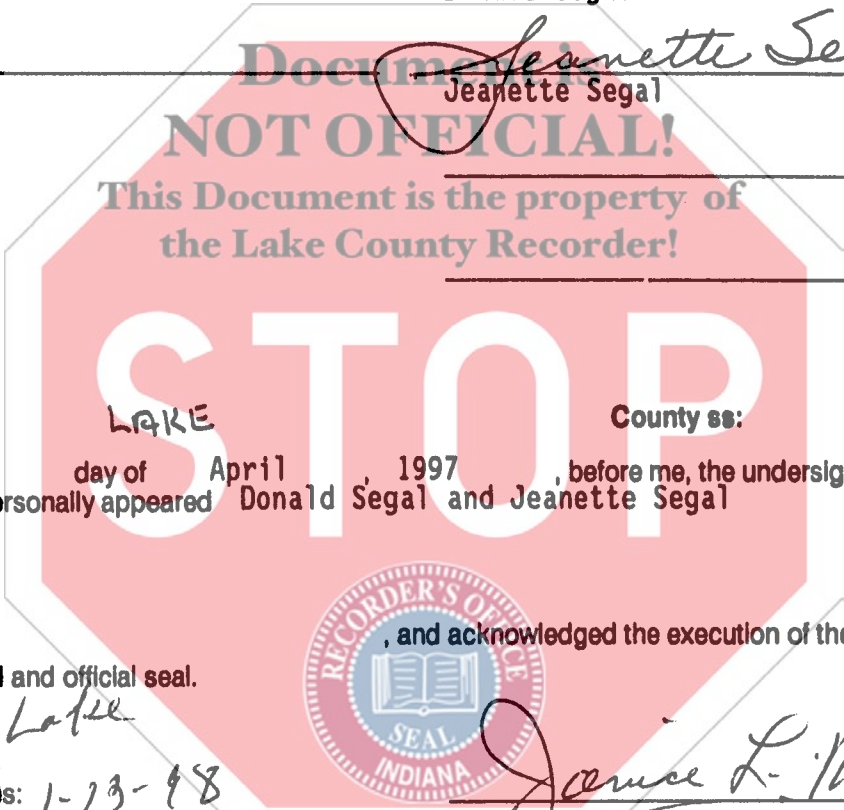 Jeanette Se
Document is
Jeanette Segal
NOT OFFICIAL!
This Document is the property of
the Lake County Recorder!
STOP
LAKE County ss:
day of April , 1997 , before me, the undersig
rsonally appeared Donald Segal and Jeanette Segal
, and acknowledged the execution of the
and official seal.
RECORDER'S OFFICE
SEAL
INDIANA
Lake
s: 1-23-98
Janice L.